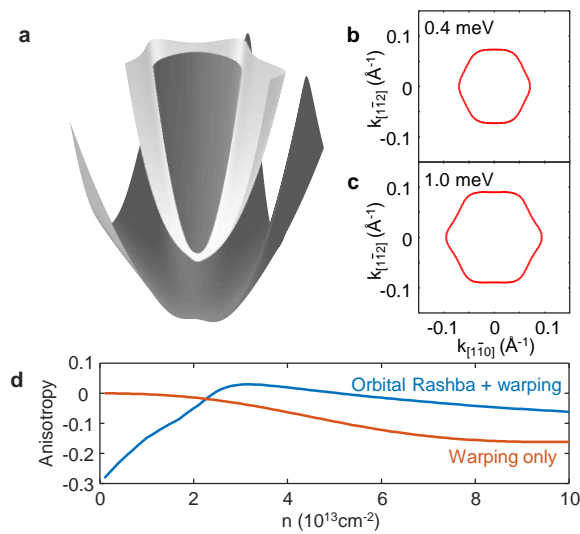 a
b
0.1
0.4 meV
k[11̄2] (Å-1)
0
-0.1
c
0.1
1.0 meV
k[11̄2] (Å-1)
0
-0.1
-0.1 0 0.1
k[11̄0] (Å-1)
d
0.1
0
-0.1
-0.2
-0.3
Anisotropy
Orbital Rashba + warping
Warping only
0 2 4 6 8 10
n (10^13cm-2)